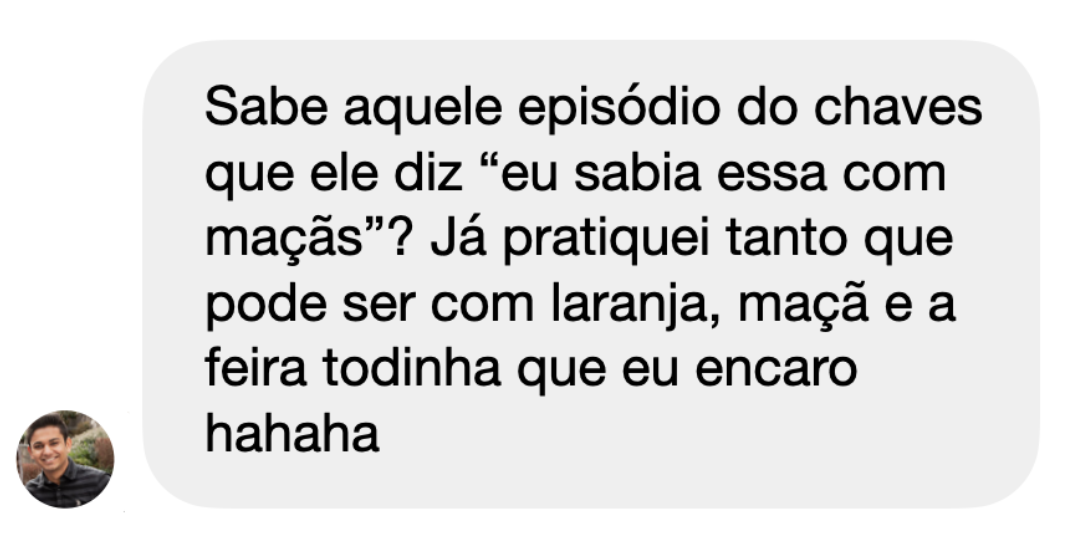 Sabe aquele episódio do chaves
que ele diz “eu sabia essa com
maçãs”? Já pratiquei tanto que
pode ser com laranja, maçã e a
feira todinha que eu encaro
hahaha